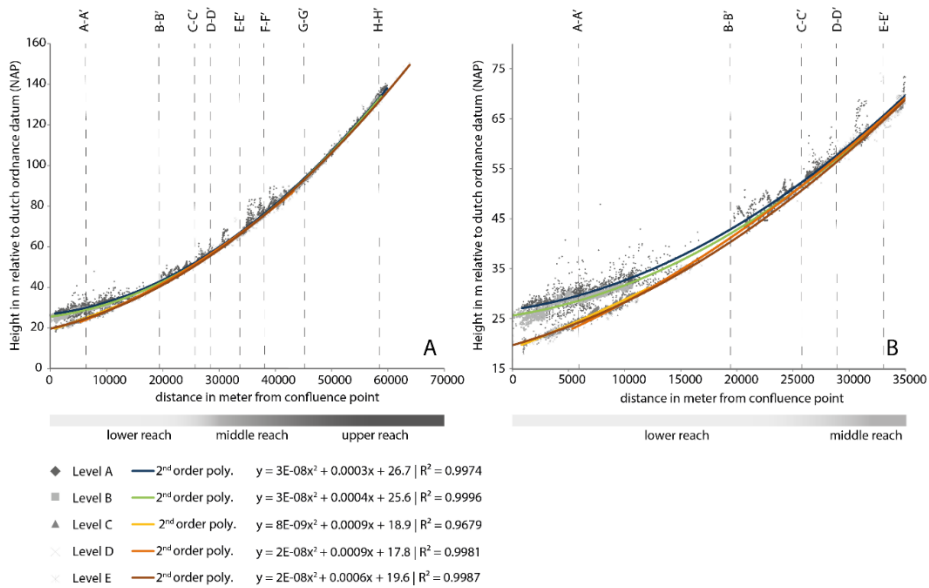 A-A' B-B' C-C' D-D' E-E' F-F' G-G' H-H'
160
140
120
100
80
60
40
20
0
Height in m relative to dutch ordnance datum (NAP)
A
0 10000 20000 30000 40000 50000 60000 70000
distance in meter from confluence point
lower reach middle reach upper reach
A-A' B-B' C-C' D-D' E-E'
75
65
55
45
35
25
15
Height in m relative to dutch ordnance datum (NAP)
B
0 5000 10000 15000 20000 25000 30000 35000
distance in meter from confluence point
lower reach middle reach
Level A 2nd order poly. y = 3E-08x² + 0.0003x + 26.7 | R² = 0.9974
Level B 2nd order poly. y = 3E-08x² + 0.0004x + 25.6 | R² = 0.9996
Level C 2nd order poly. y = 8E-09x² + 0.0009x + 18.9 | R² = 0.9679
Level D 2nd order poly. y = 2E-08x² + 0.0009x + 17.8 | R² = 0.9981
Level E 2nd order poly. y = 2E-08x² + 0.0006x + 19.6 | R² = 0.9987